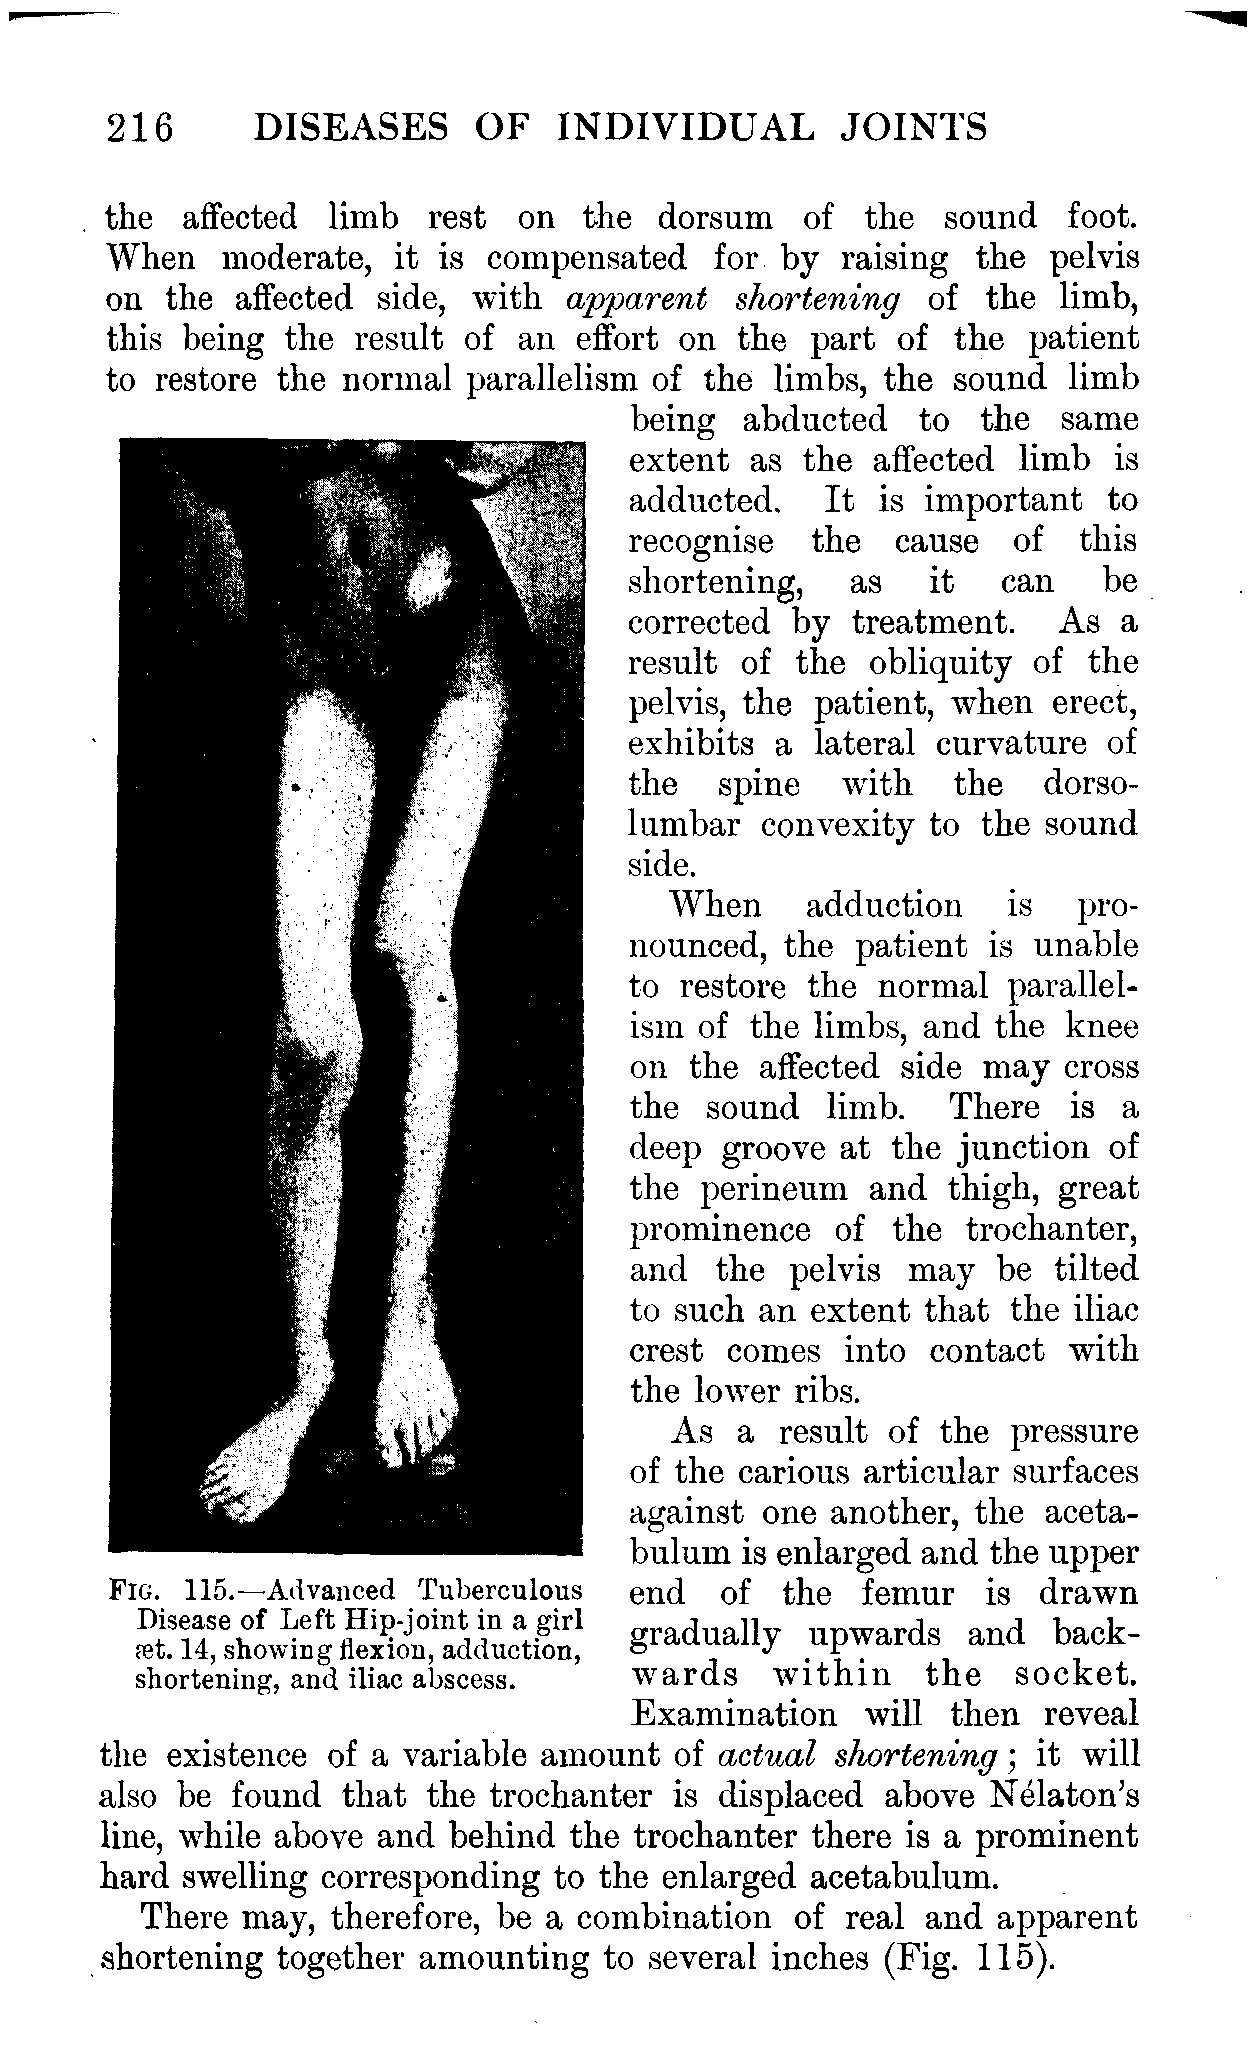 216 DISEASES OF INDIVIDUAL JOINTS
the affected limb rest on the dorsum of the sound foot.
When moderate, it is compensated for by raising the pelvis
on the affected side, with apparent shortening of the limb,
this being the result of an effort on the part of the patient
to restore the normal parallelism of the limbs, the sound limb
being abducted to the same
extent as the affected limb is
adducted. It is important to
recognise the cause of this
shortening, as it can be
corrected by treatment. As a
result of the obliquity of the
pelvis, the patient, when erect,
exhibits a lateral curvature of
the spine with the dorso-
lumbar convexity to the sound
side.
When adduction is pro-
nounced, the patient is unable
to restore the normal parallel-
ism of the limbs, and the knee
on the affected side may cross
the sound limb. There is a
deep groove at the junction of
the perineum and thigh, great
prominence of the trochanter,
and the pelvis may be tilted
to such an extent that the iliac
crest comes into contact with
the lower ribs.
As a result of the pressure
of the carious articular surfaces
against one another, the aceta-
bulum is enlarged and the upper
end of the femur is drawn
gradually upwards and back-
wards within the socket.
Examination will then reveal
FIG. 115.—Advanced Tuberculous
Disease of Left Hip-joint in a girl
æt. 14, showing flexion, adduction,
shortening, and iliac abscess.
the existence of a variable amount of actual shortening; it will
also be found that the trochanter is displaced above Nélaton's
line, while above and behind the trochanter there is a prominent
hard swelling corresponding to the enlarged acetabulum.
There may, therefore, be a combination of real and apparent
shortening together amounting to several inches (Fig. 115).